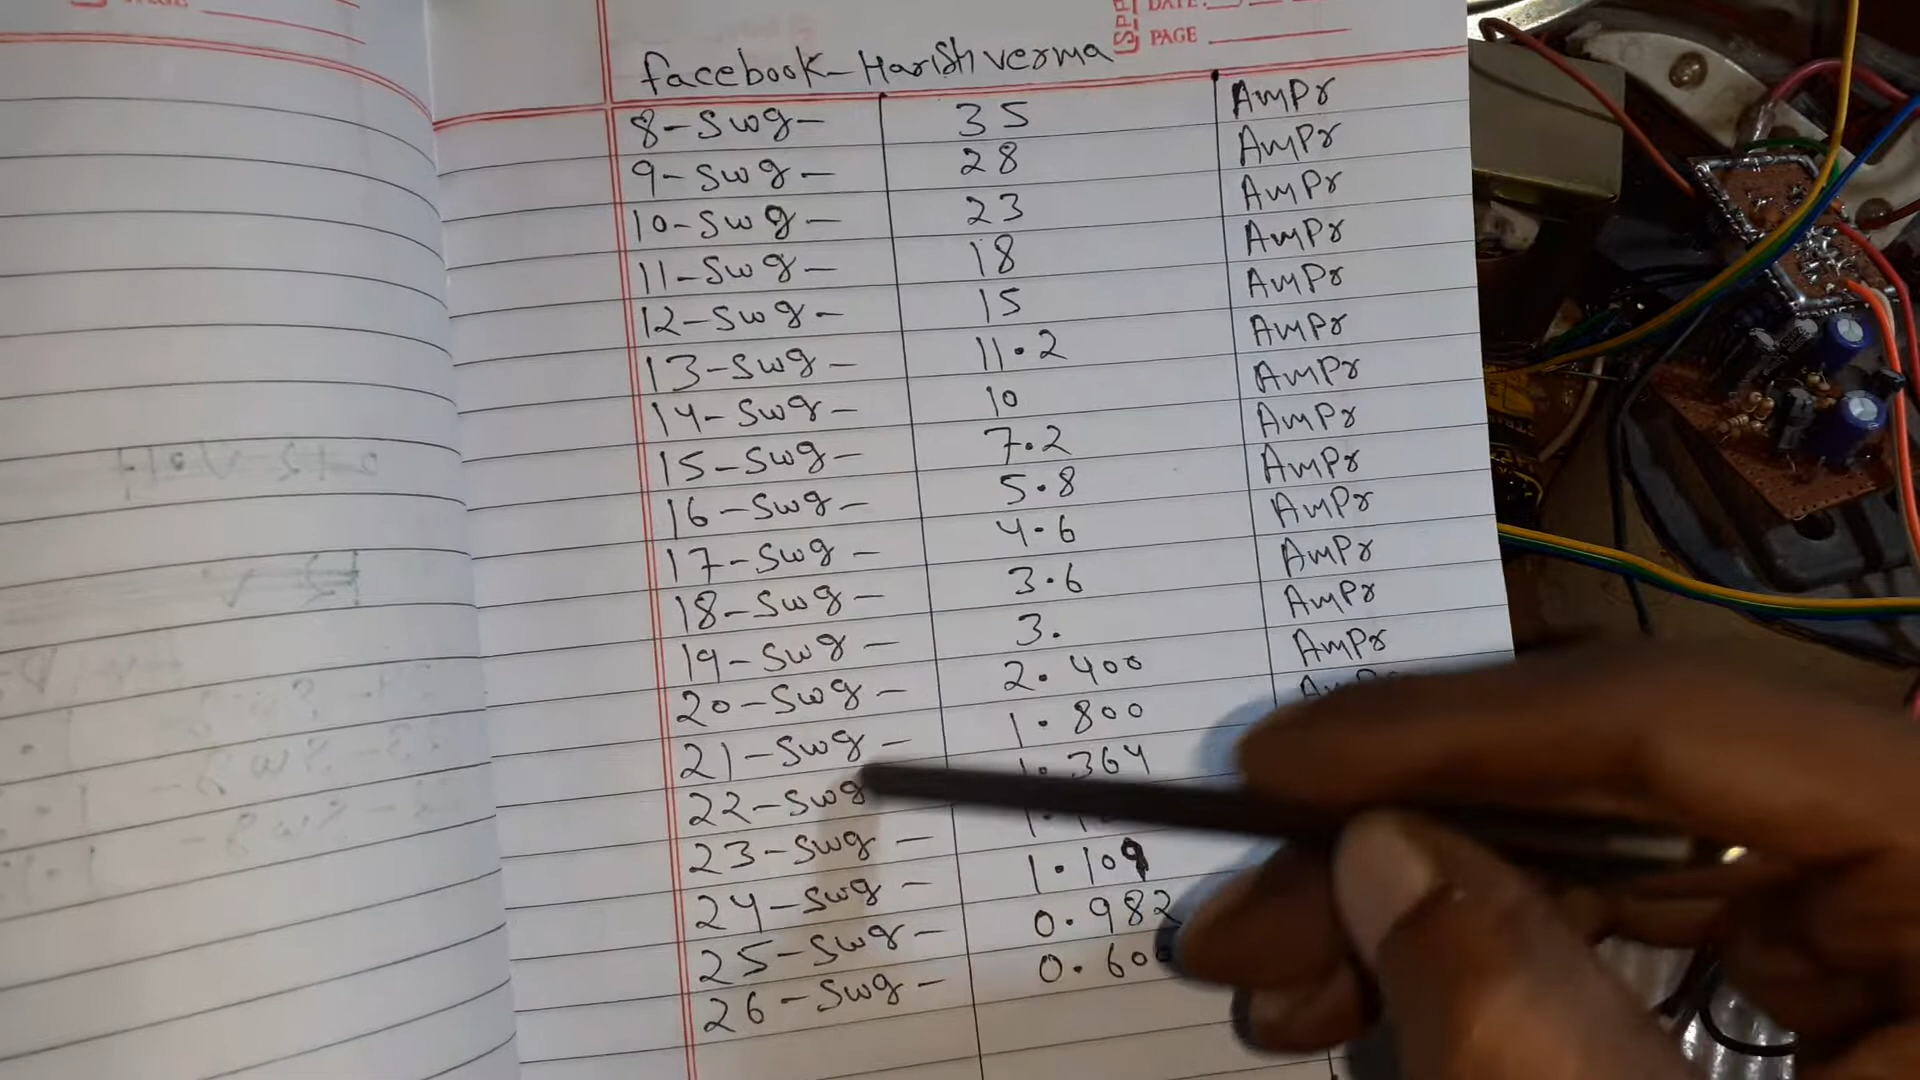 DATE:
PAGE
facebook-Harish verma
8-swg- 35 AmPr
9-swg- 28 AmPr
10-swg- 23 AmPr
11-swg- 18 AmPr
12-swg- 15 AmPr
13-swg- 11.2 AmPr
14-swg- 10 AmPr
15-swg- 7.2 AmPr
16-swg- 5.8 AmPr
17-swg- 4.6 AmPr
18-swg- 3.6 AmPr
19-swg- 3. AmPr
20-swg- 2.400 AmPr
21-swg- 1.800
22-swg 1.364
23-swg-
24-swg- 1.109
25-swg- 0.982
26-swg- 0.600